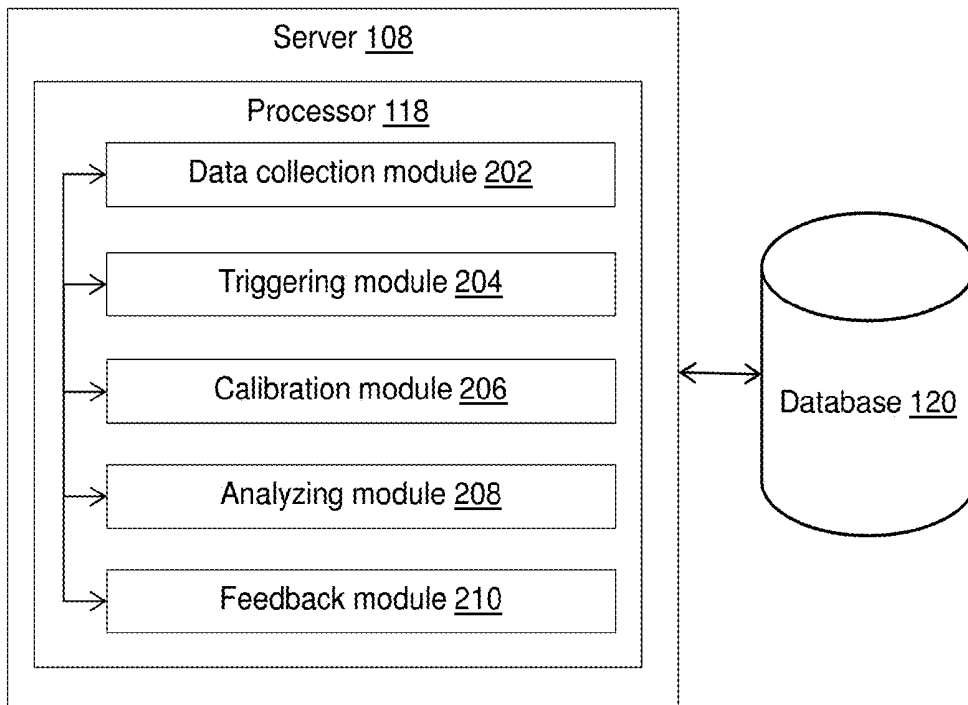 Server 108
Processor 118
Data collection module 202
Triggering module 204
Calibration module 206
Analyzing module 208
Feedback module 210
Database 120